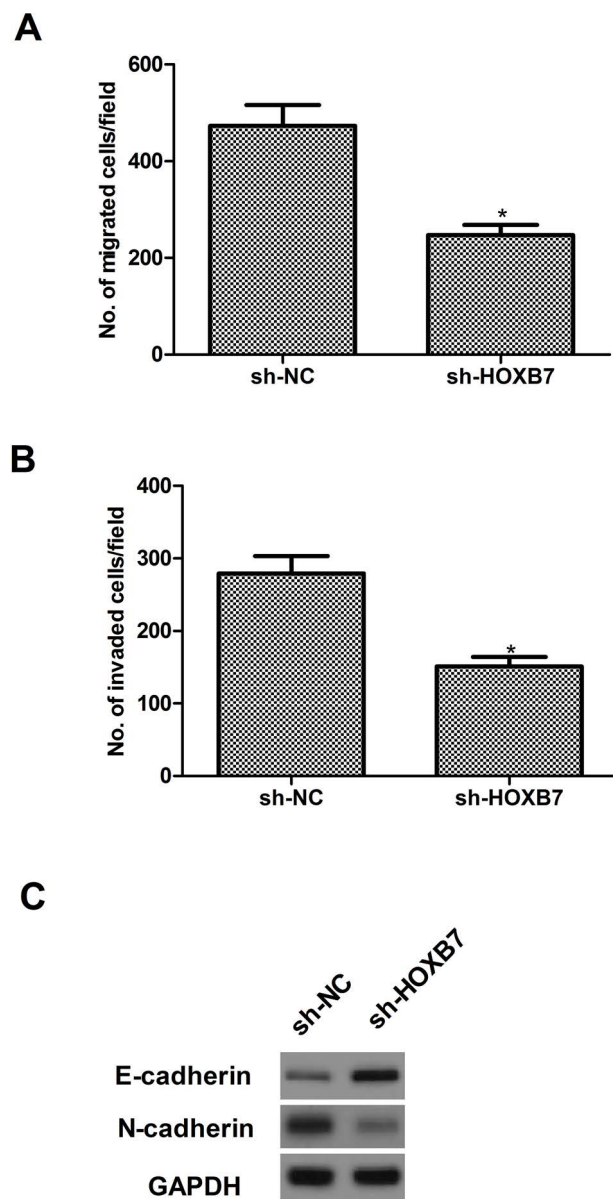 A
No. of migrated cells/field
600
400
200
0
*
sh-NC
sh-HOXB7
B
No. of invaded cells/field
400
300
200
100
0
*
sh-NC
sh-HOXB7
C
sh-NC
sh-HOXB7
E-cadherin
N-cadherin
GAPDH